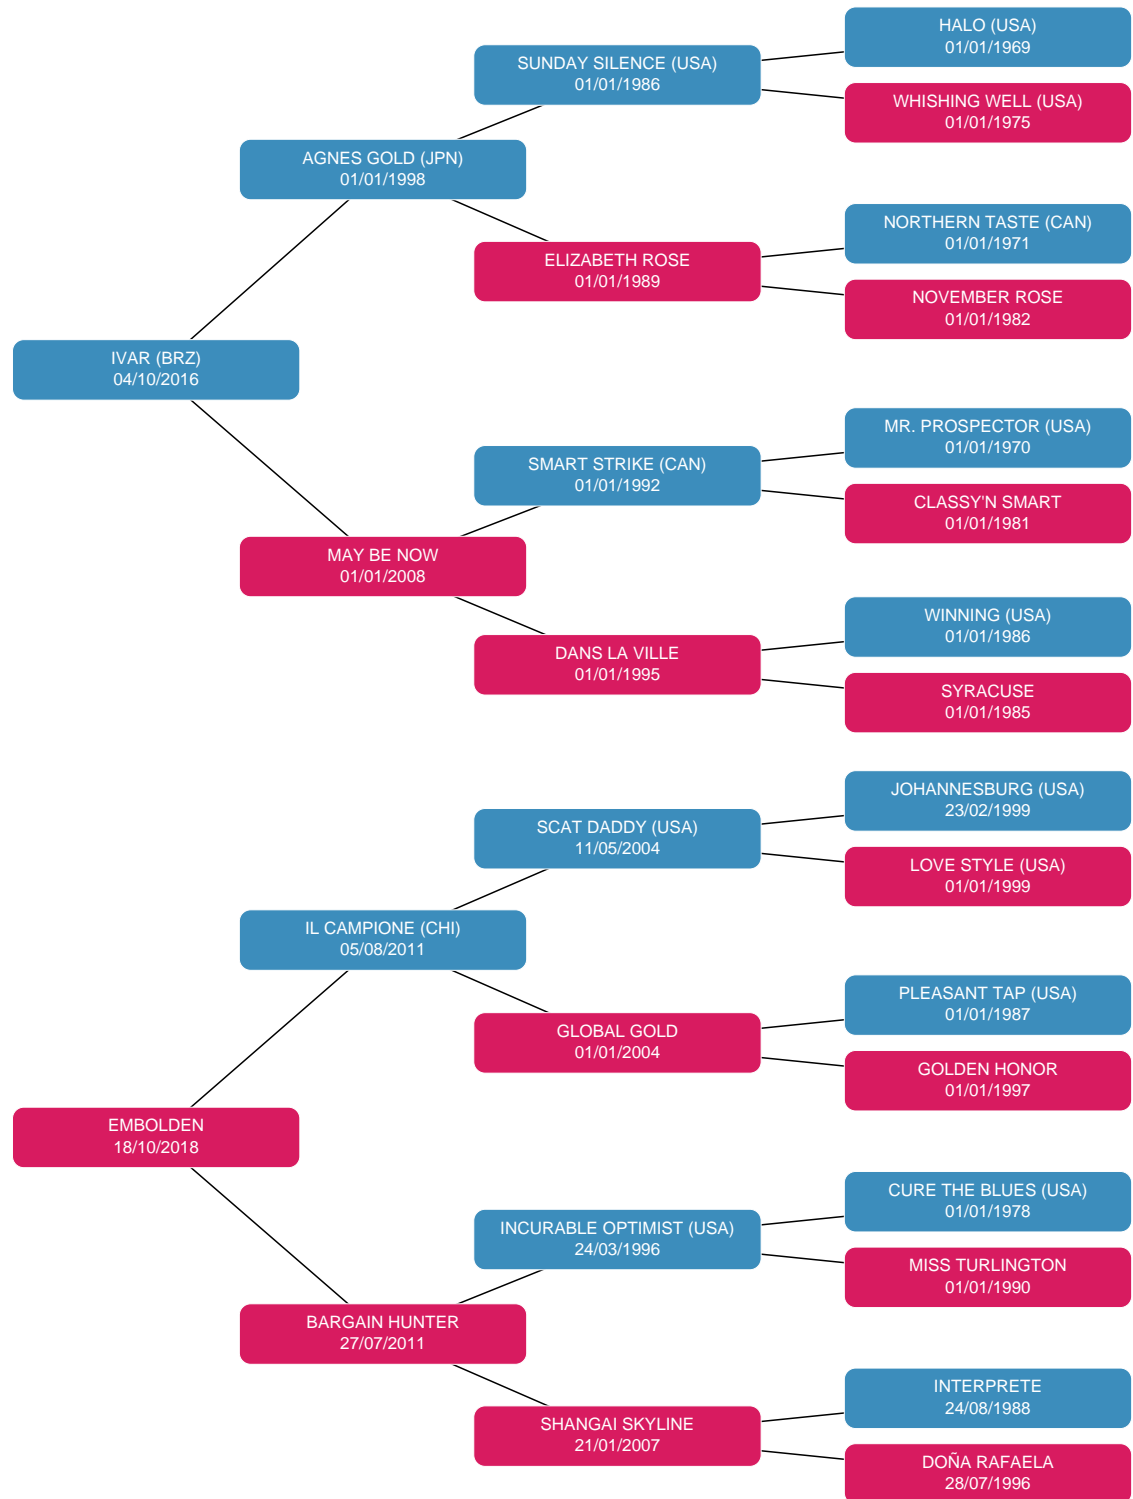 HALO (USA)
01/01/1969
SUNDAY SILENCE (USA)
01/01/1986
WHISHING WELL (USA)
01/01/1975
AGNES GOLD (JPN)
01/01/1998
NORTHERN TASTE (CAN)
01/01/1971
ELIZABETH ROSE
01/01/1989
NOVEMBER ROSE
01/01/1982
IVAR (BRZ)
04/10/2016
MR. PROSPECTOR (USA)
01/01/1970
SMART STRIKE (CAN)
01/01/1992
CLASSY'N SMART
01/01/1981
MAY BE NOW
01/01/2008
WINNING (USA)
01/01/1986
DANS LA VILLE
01/01/1995
SYRACUSE
01/01/1985
JOHANNESBURG (USA)
23/02/1999
SCAT DADDY (USA)
11/05/2004
LOVE STYLE (USA)
01/01/1999
IL CAMPIONE (CHI)
05/08/2011
PLEASANT TAP (USA)
01/01/1987
GLOBAL GOLD
01/01/2004
GOLDEN HONOR
01/01/1997
EMBOLDEN
18/10/2018
CURE THE BLUES (USA)
01/01/1978
INCURABLE OPTIMIST (USA)
24/03/1996
MISS TURLINGTON
01/01/1990
BARGAIN HUNTER
27/07/2011
INTERPRETE
24/08/1988
SHANGAI SKYLINE
21/01/2007
DOÑA RAFAELA
28/07/1996